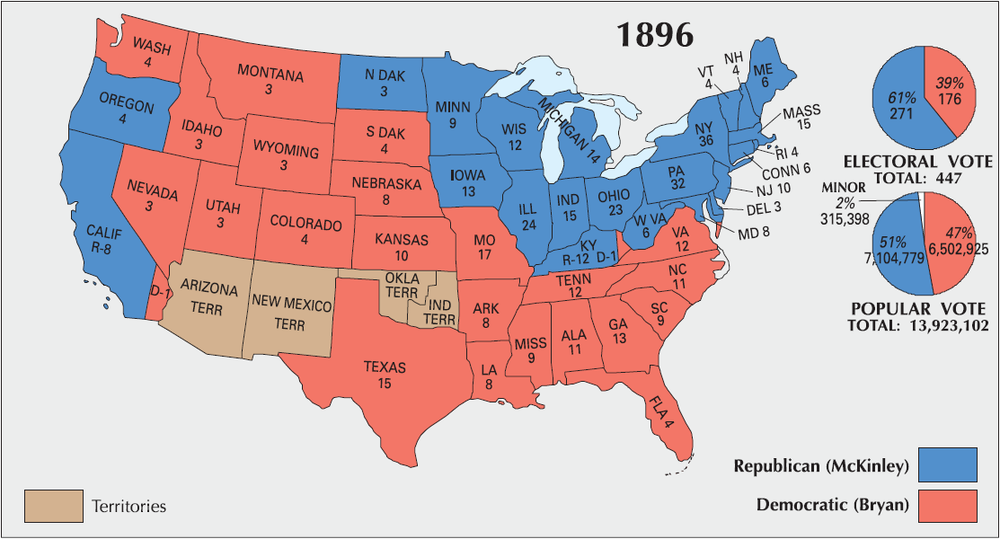 1896
WASH
4
OREGON
4
CALIF
R-8
D-1
NEVADA
3
IDAHO
3
MONTANA
3
WYOMING
3
UTAH
3
COLORADO
4
ARIZONA
TERR
NEW MEXICO
TERR
N DAK
3
S DAK
4
NEBRASKA
8
KANSAS
10
OKLA
TERR
IND
TERR
TEXAS
15
MINN
9
IOWA
13
MO
17
ARK
8
LA
8
WIS
12
ILL
24
MICHIGAN 14
IND
15
OHIO
23
KY
R-12 D-1
TENN
12
MISS
9
ALA
11
GA
13
FLA 4
SC
9
NC
11
VA
12
W VA
6
PA
32
NY
36
VT
4
NH
4
ME
6
MASS
15
RI 4
CONN 6
NJ 10
DEL 3
MD 8
61%
271
39%
176
ELECTORAL VOTE
TOTAL: 447
MINOR
2%
315,398
51%
7,104,779
47%
6,502,925
POPULAR VOTE
TOTAL: 13,923,102
Republican (McKinley)
Democratic (Bryan)
Territories